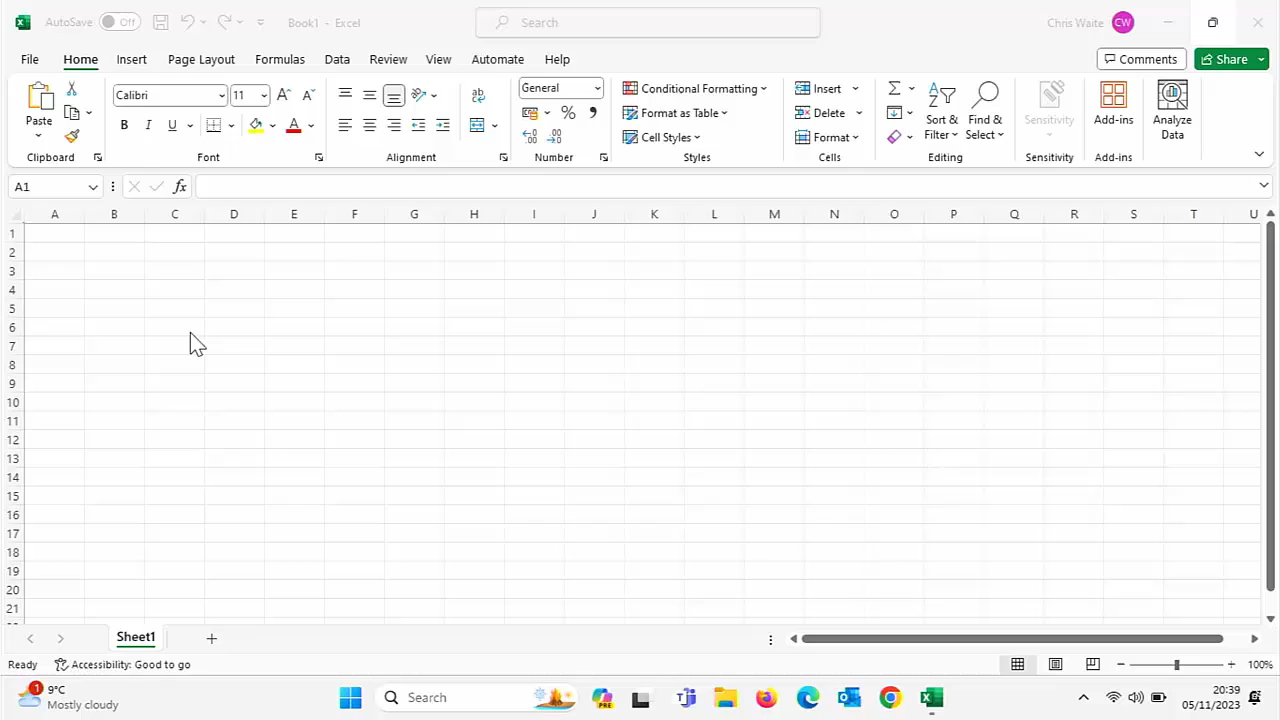 AutoSave Off Book1 - Excel Search Chris Waite CW
File Home Insert Page Layout Formulas Data Review View Automate Help Comments Share
Paste
Clipboard
Calibri 11
B I U
Font
Alignment
General
% ,
Number
Conditional Formatting
Format as Table
Cell Styles
Styles
Insert
Delete
Format
Cells
Sort & Filter
Find & Select
Editing
Sensitivity
Sensitivity
Add-ins
Add-ins
Analyze Data
A1 fx
A B C D E F G H I J K L M N O P Q R S T U
1
2
3
4
5
6
7
8
9
10
11
12
13
14
15
16
17
18
19
20
21
Sheet1
Ready Accessibility: Good to go 100%
1 9°C
Mostly cloudy
Search
PRE
20:39
05/11/2023